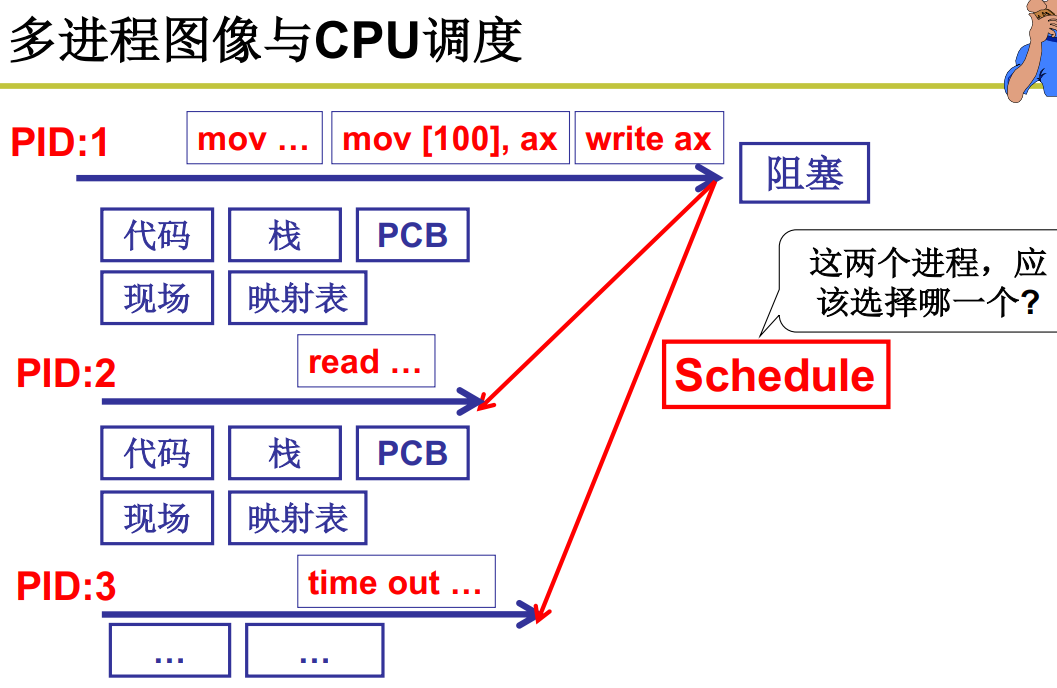 多进程图像与CPU调度
PID:1
mov …
mov [100], ax
write ax
阻塞
代码
栈
PCB
现场
映射表
这两个进程，应
该选择哪一个?
Schedule
PID:2
read …
代码
栈
PCB
现场
映射表
PID:3
time out …
…
…